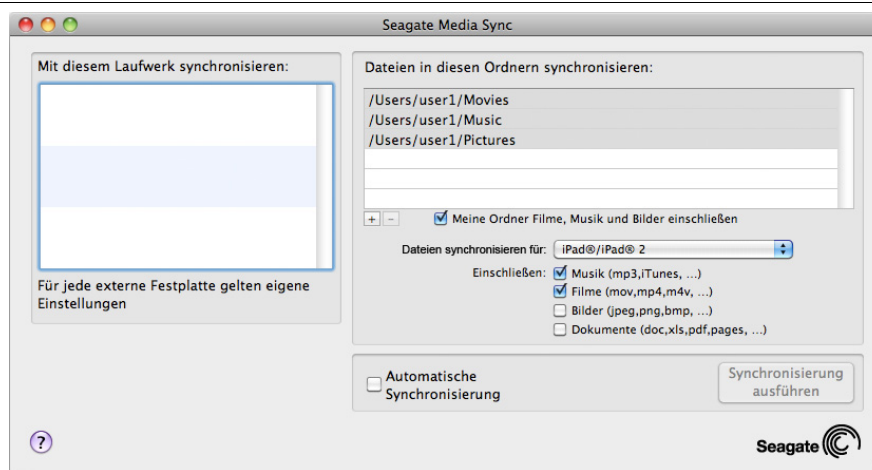 Seagate Media Sync
Mit diesem Laufwerk synchronisieren:
Für jede externe Festplatte gelten eigene
Einstellungen
Dateien in diesen Ordnern synchronisieren:
/Users/user1/Movies
/Users/user1/Music
/Users/user1/Pictures
+ −
Meine Ordner Filme, Musik und Bilder einschließen
Dateien synchronisieren für: iPad®/iPad® 2
Einschließen: Musik (mp3,iTunes, ...)
Filme (mov,mp4,m4v, ...)
Bilder (jpeg,png,bmp, ...)
Dokumente (doc,xls,pdf,pages, ...)
Automatische
Synchronisierung
Synchronisierung
ausführen
?
Seagate